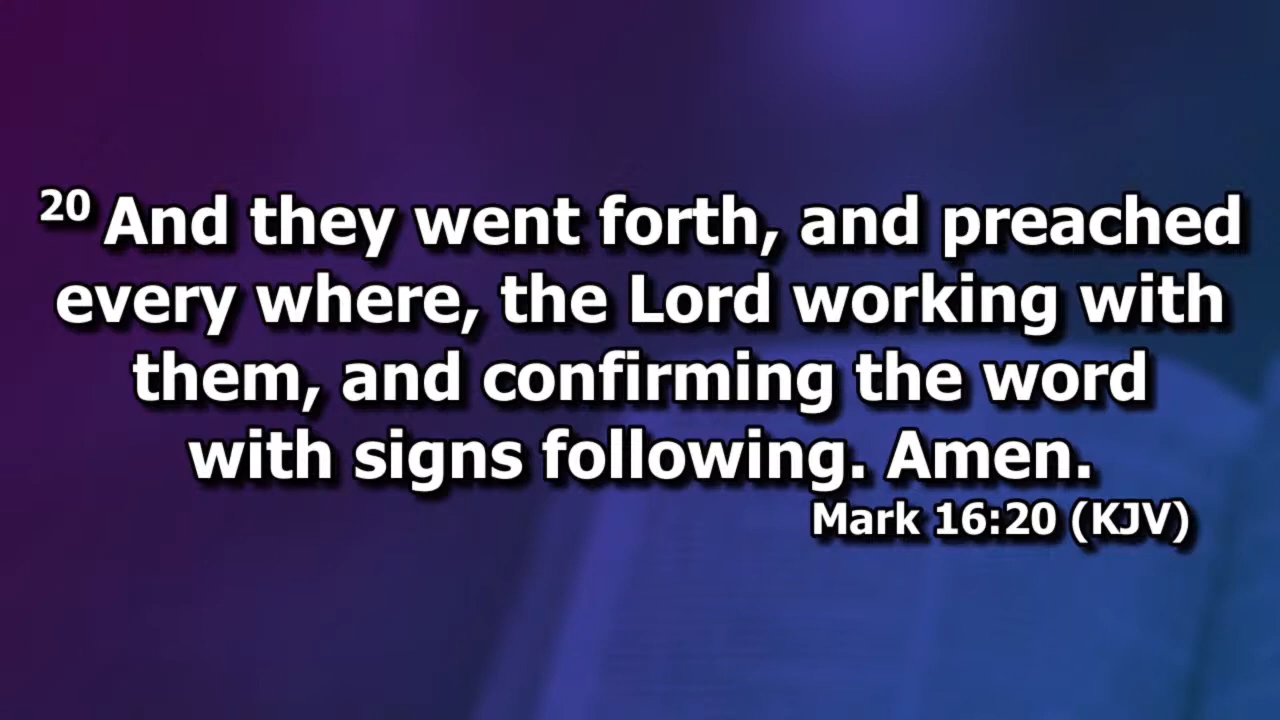 20 And they went forth, and preached
every where, the Lord working with
them, and confirming the word
with signs following. Amen.
Mark 16:20 (KJV)